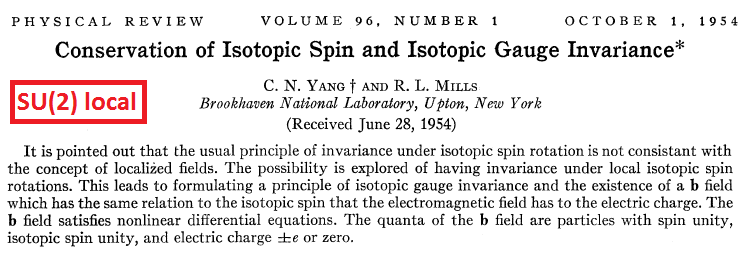 PHYSICAL REVIEW VOLUME 96, NUMBER 1 OCTOBER 1, 1954
Conservation of Isotopic Spin and Isotopic Gauge Invariance*
SU(2) local
C. N. YANG † AND R. L. MILLS
Brookhaven National Laboratory, Upton, New York
(Received June 28, 1954)
It is pointed out that the usual principle of invariance under isotopic spin rotation is not consistant with
the concept of localized fields. The possibility is explored of having invariance under local isotopic spin
rotations. This leads to formulating a principle of isotopic gauge invariance and the existence of a b field
which has the same relation to the isotopic spin that the electromagnetic field has to the electric charge. The
b field satisfies nonlinear differential equations. The quanta of the b field are particles with spin unity,
isotopic spin unity, and electric charge ±e or zero.